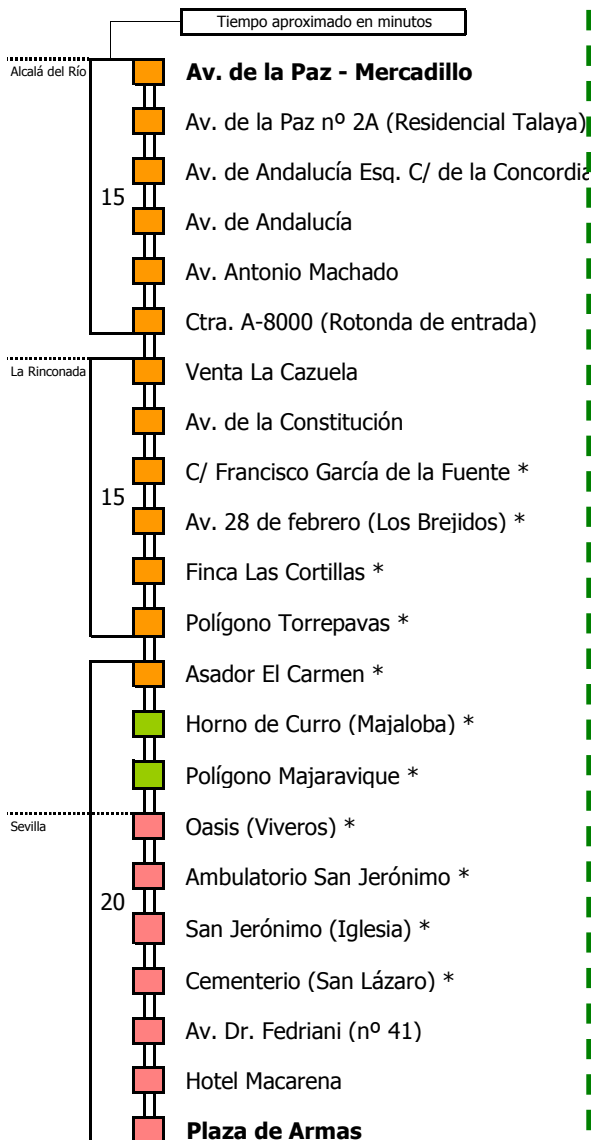 Tiempo aproximado en minutos
Alcalá del Río
Av. de la Paz - Mercadillo
Av. de la Paz nº 2A (Residencial Talaya)
Av. de Andalucía Esq. C/ de la Concordia
15
Av. de Andalucía
Av. Antonio Machado
Ctra. A-8000 (Rotonda de entrada)
La Rinconada
Venta La Cazuela
Av. de la Constitución
C/ Francisco García de la Fuente *
15
Av. 28 de febrero (Los Brejidos) *
Finca Las Cortillas *
Polígono Torrepavas *
Asador El Carmen *
Horno de Curro (Majaloba) *
Polígono Majaravique *
Sevilla
Oasis (Viveros) *
Ambulatorio San Jerónimo *
20
San Jerónimo (Iglesia) *
Cementerio (San Lázaro) *
Av. Dr. Fedriani (nº 41)
Hotel Macarena
Plaza de Armas